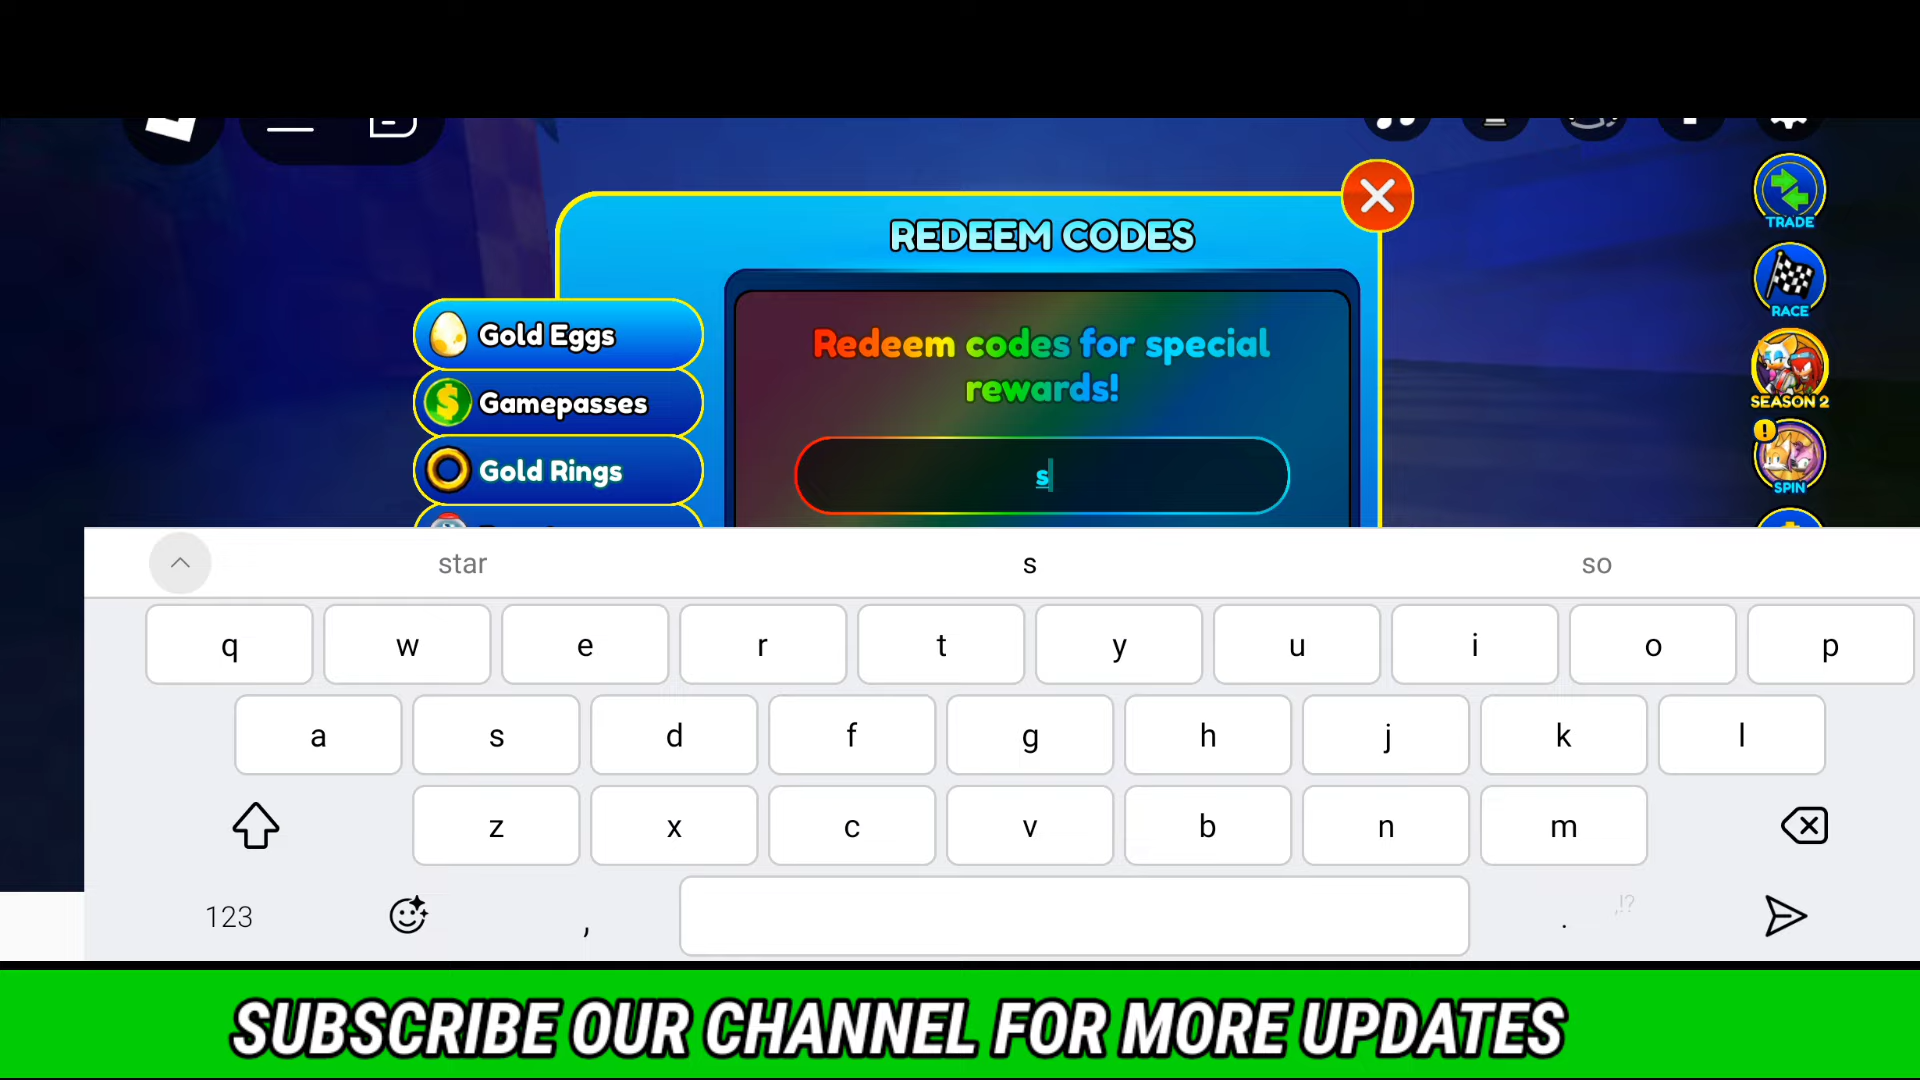 TRADE
REDEEM CODES
RACE
Gold Eggs
Redeem codes for special
rewards!
Gamepasses
SEASON 2
Gold Rings
s
!
SPIN
star
s
so
q w e r t y u i o p
a s d f g h j k l
z x c v b n m
123
,
.
,!?
SUBSCRIBE OUR CHANNEL FOR MORE UPDATES